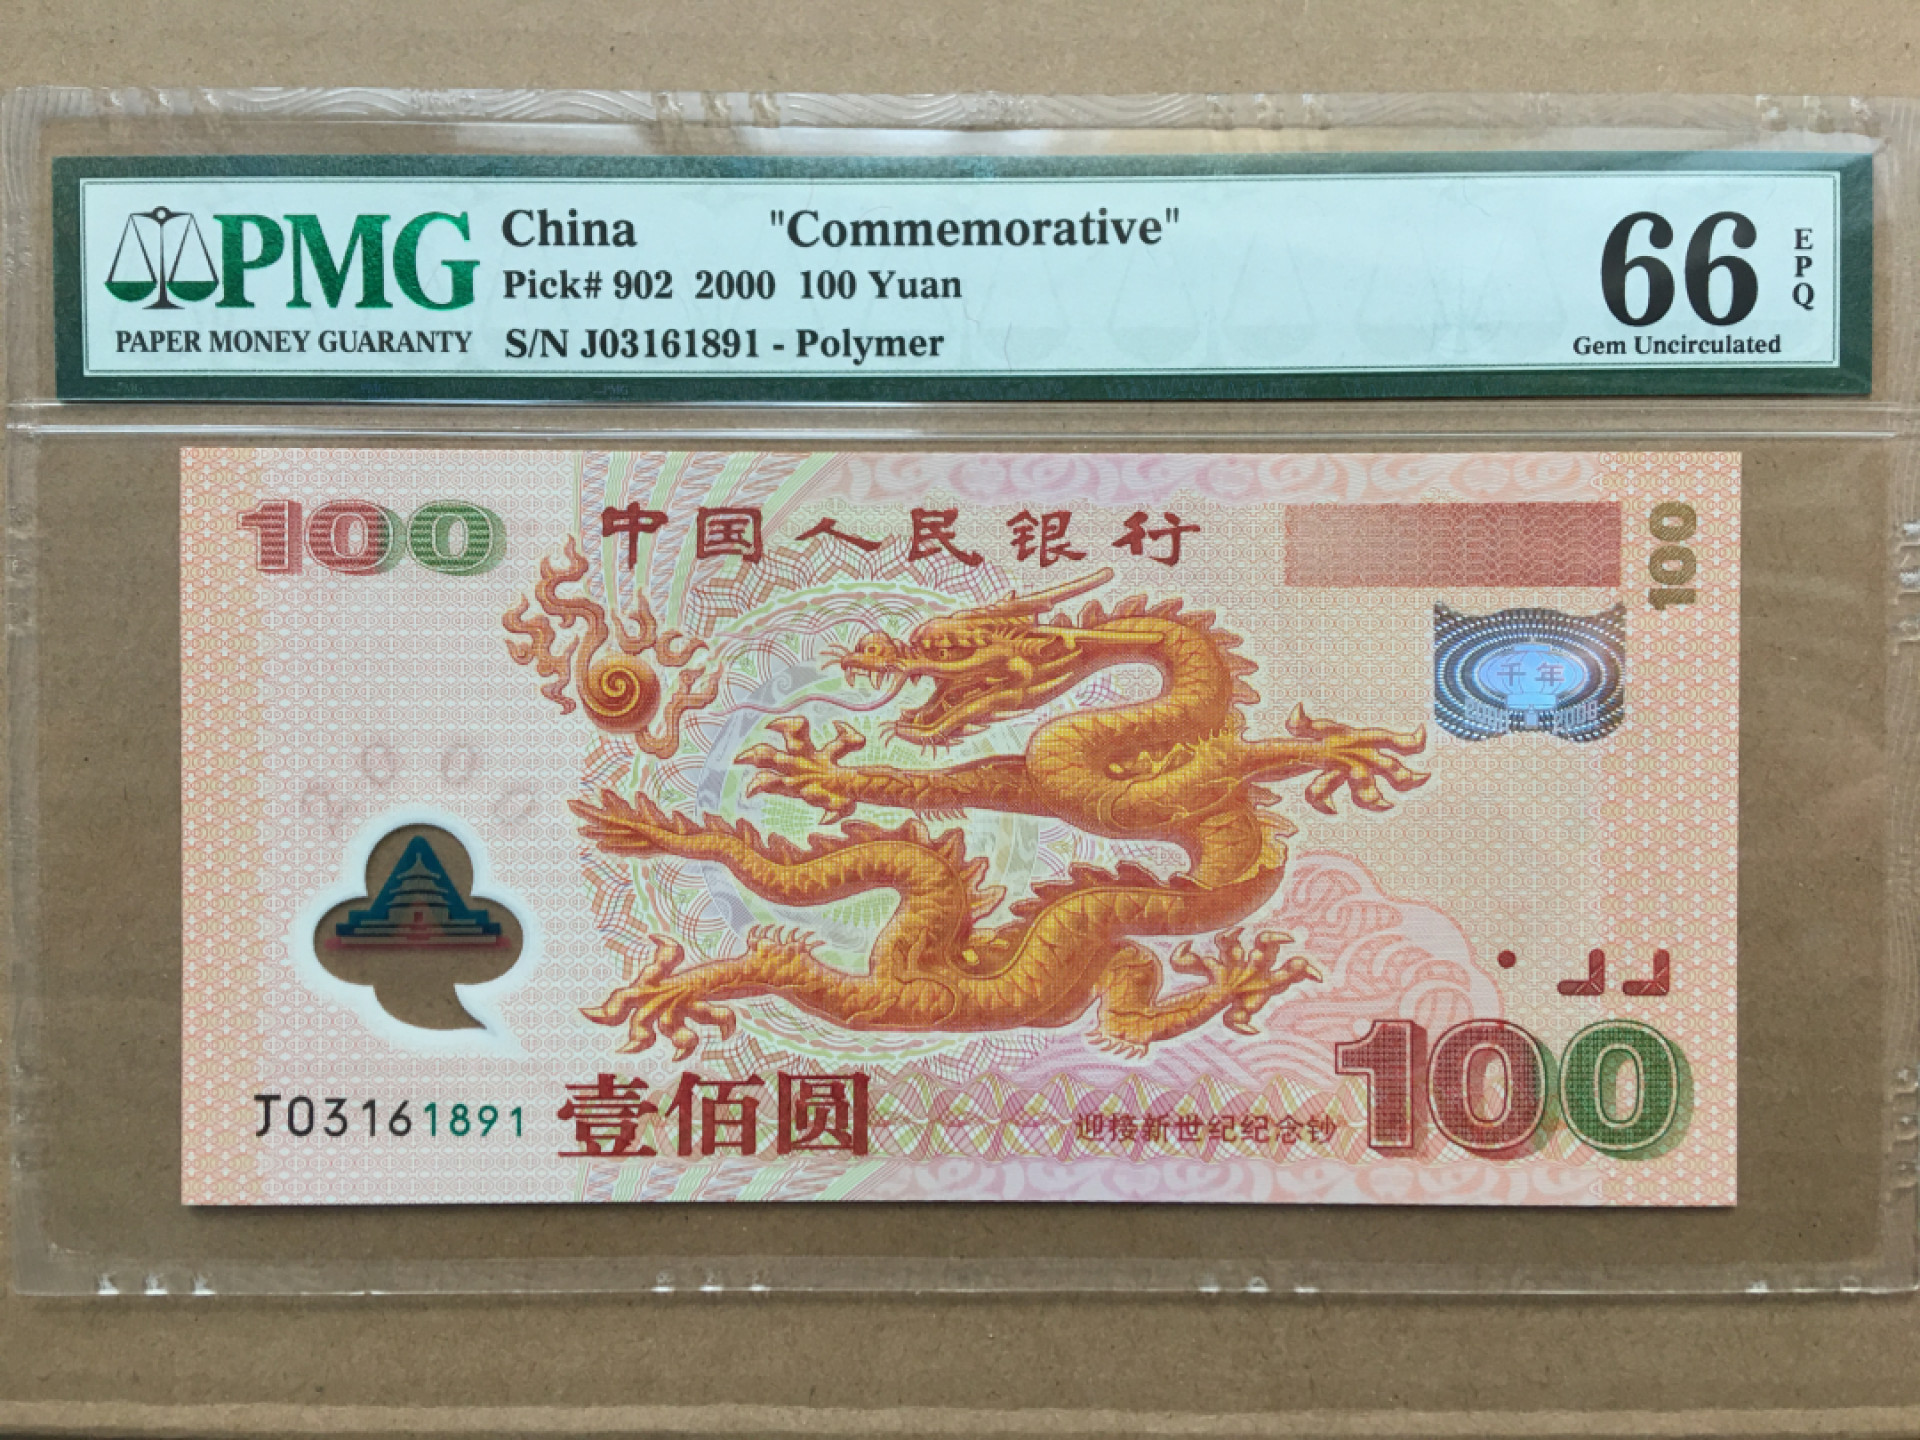 PMG
PAPER MONEY GUARANTY
China "Commemorative"
Pick# 902 2000 100 Yuan
S/N J03161891 - Polymer
66
EPQ
Gem Uncirculated
100
中国人民银行
100
千年
2000
J03161891
壹佰圆
迎接新世纪纪念钞
100